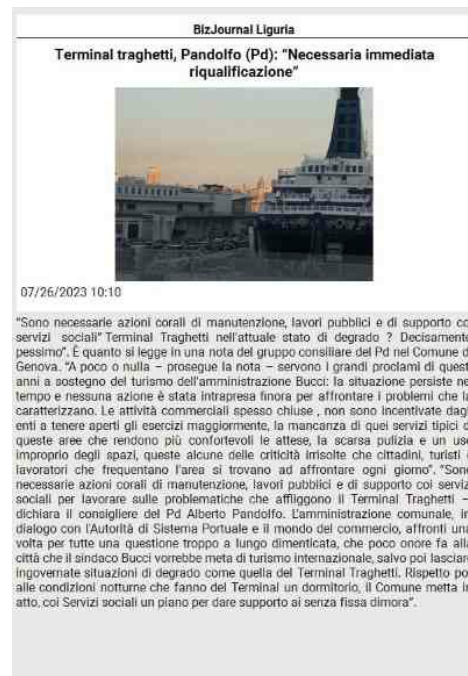 BizJournal Liguria
Terminal traghetti, Pandolfo (Pd): “Necessaria immediata
riqualificazione”
07/26/2023 10:10
“Sono necessarie azioni corali di manutenzione, lavori pubblici e di supporto co
servizi sociali” Terminal Traghetti nell'attuale stato di degrado ? Decisamente
pessimo”. È quanto si legge in una nota del gruppo consiliare del Pd nel Comune d
Genova. “A poco o nulla – prosegue la nota – servono i grandi proclami di quest
anni a sostegno del turismo dell'amministrazione Bucci: la situazione persiste ne
tempo e nessuna azione è stata intrapresa finora per affrontare i problemi che la
caratterizzano. Le attività commerciali spesso chiuse , non sono incentivate dagl
enti a tenere aperti gli esercizi maggiormente, la mancanza di quei servizi tipici d
queste aree che rendono più confortevoli le attese, la scarsa pulizia e un uso
improprio degli spazi, queste alcune delle criticità irrisolte che cittadini, turisti e
lavoratori che frequentano l'area si trovano ad affrontare ogni giorno”. “Sono
necessarie azioni corali di manutenzione, lavori pubblici e di supporto coi servizi
sociali per lavorare sulle problematiche che affliggono il Terminal Traghetti –
dichiara il consigliere del Pd Alberto Pandolfo. L'amministrazione comunale, in
dialogo con l'Autorità di Sistema Portuale e il mondo del commercio, affronti una
volta per tutte una questione troppo a lungo dimenticata, che poco onore fa alla
città che il sindaco Bucci vorrebbe meta di turismo internazionale, salvo poi lasciare
ingovernate situazioni di degrado come quella del Terminal Traghetti. Rispetto poi
alle condizioni notturne che fanno del Terminal un dormitorio, il Comune metta in
atto, coi Servizi sociali un piano per dare supporto ai senza fissa dimora”.